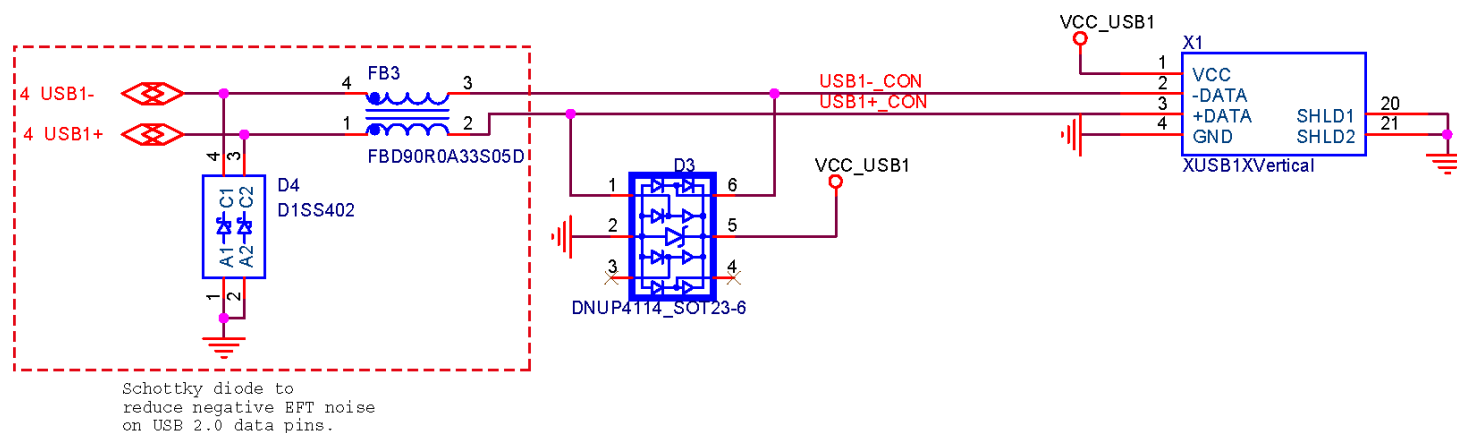 VCC_USB1
X1
FB3
4
3
1
VCC
4 USB1-
USB1-_CON
2
-DATA
USB1+_CON
3
+DATA
SHLD1
20
4 USB1+
1
2
4
GND
SHLD2
21
FBD90R0A33S05D
XUSB1XVertical
4
3
D3
VCC_USB1
D4
D1SS402
C1
C2
A1
A2
1
6
2
5
3
4
1
2
DNUP4114_SOT23-6
Schottky diode to
reduce negative EFT noise
on USB 2.0 data pins.